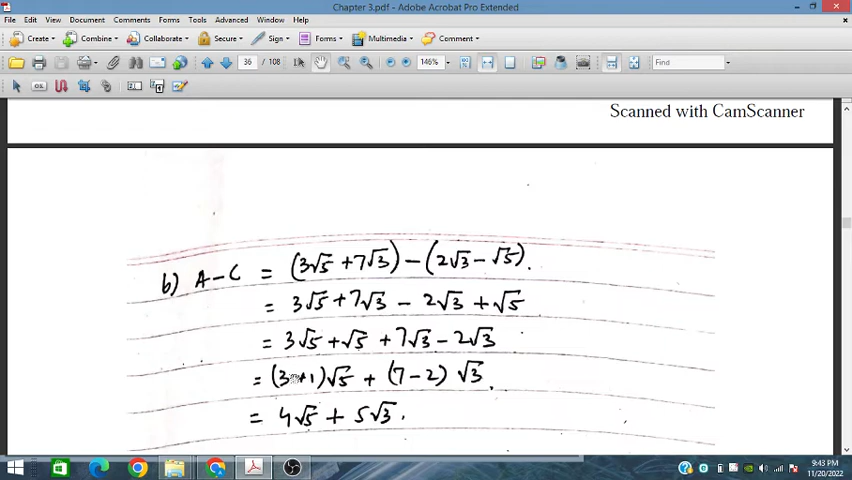 Chapter 3.pdf - Adobe Acrobat Pro Extended
File Edit View Document Comments Forms Tools Advanced Window Help
Create Combine Collaborate Secure Sign Forms Multimedia Comment
36 / 108 146% Find
Scanned with CamScanner
b) A-C = (3√5 + 7√3) - (2√3 - √5).
= 3√5 + 7√3 - 2√3 + √5
= 3√5 + √5 + 7√3 - 2√3
= (3+1)√5 + (7-2) √3
= 4√5 + 5√3.
9:43 PM
11/20/2022